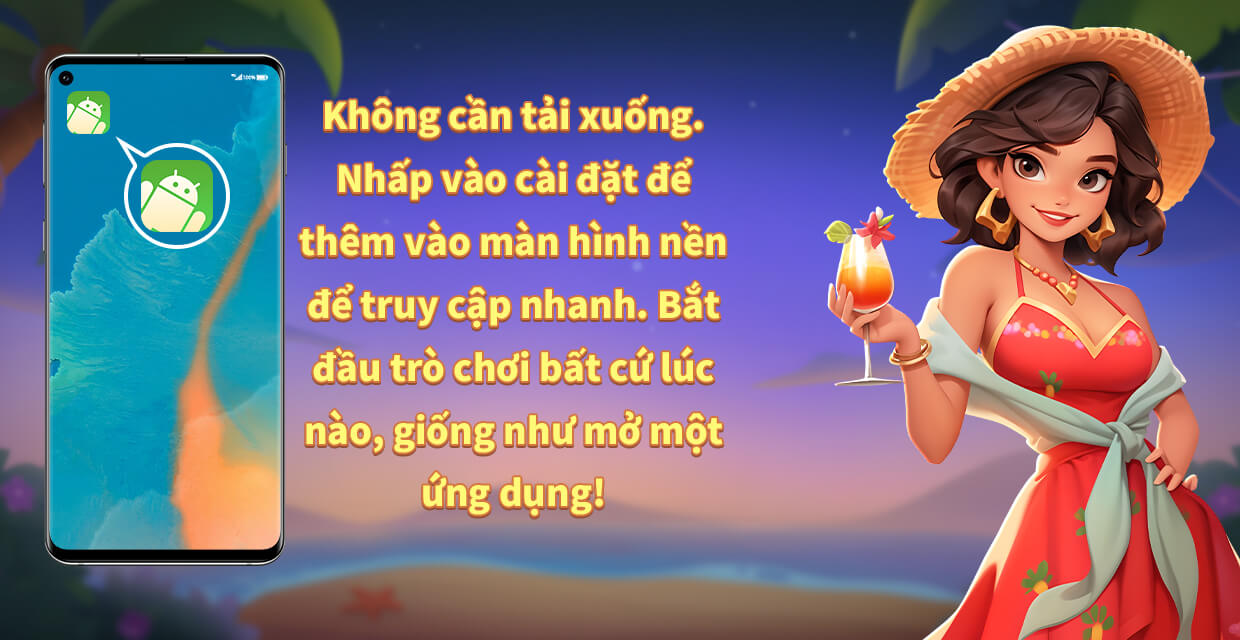 100%
Không cần tải xuống.
Nhấp vào cài đặt để
thêm vào màn hình nền
để truy cập nhanh. Bắt
đầu trò chơi bất cứ lúc
nào, giống như mở một
ứng dụng!